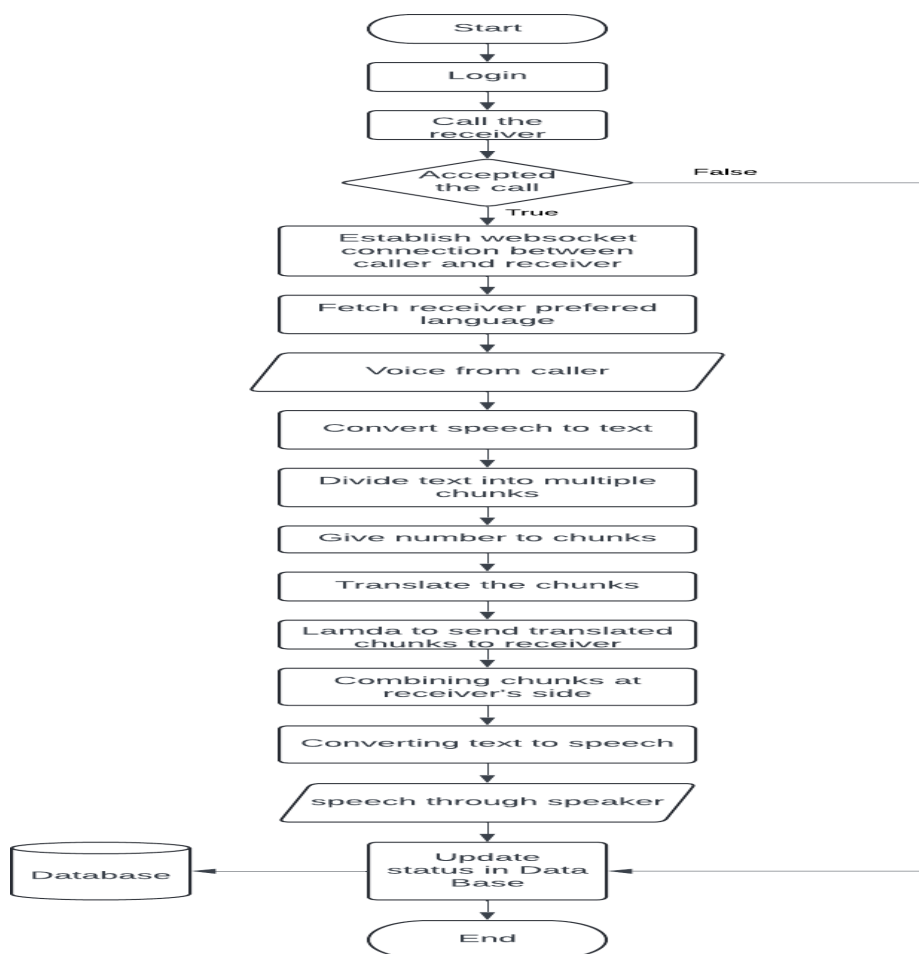 Start
Login
Call the
receiver
Accepted
the call
False
True
Establish websocket
connection between
caller and receiver
Fetch receiver prefered
language
Voice from caller
Convert speech to text
Divide text into multiple
chunks
Give number to chunks
Translate the chunks
Lamda to send translated
chunks to receiver
Combining chunks at
receiver's side
Converting text to speech
speech through speaker
Update
status in Data
Base
Database
End